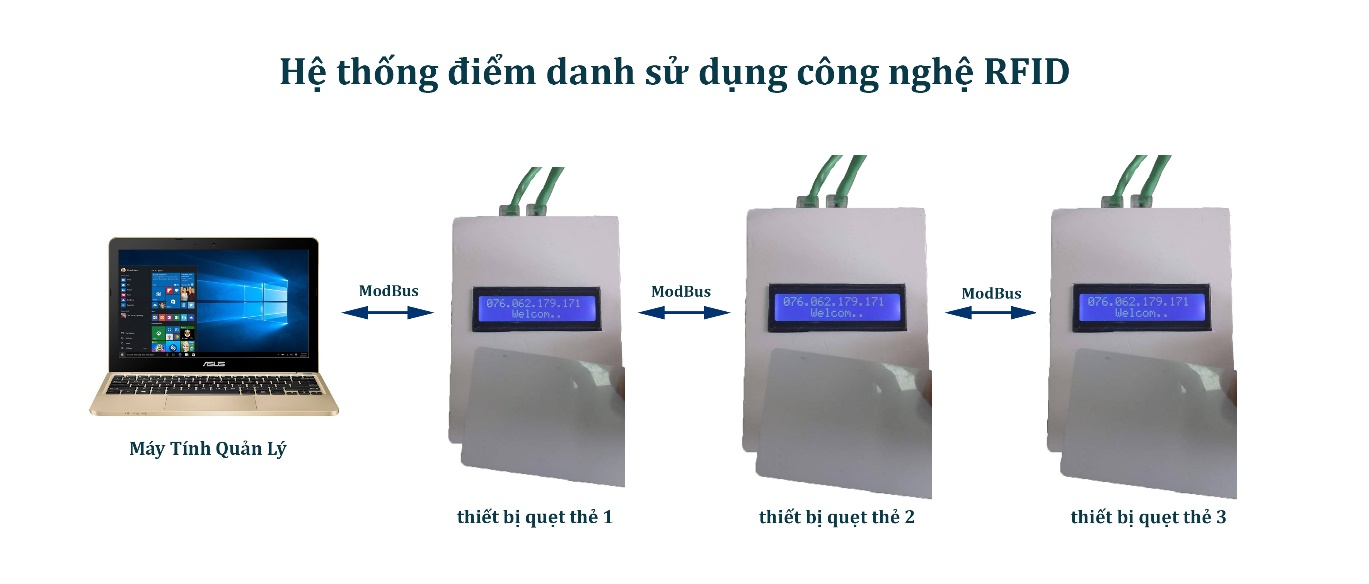 Hệ thống điểm danh sử dụng công nghệ RFID
ModBus
ModBus
ModBus
076.062.179.171
Welcom..
076.062.179.171
Welcom..
076.062.179.171
Welcom..
ASUS
Máy Tính Quản Lý
thiết bị quẹt thẻ 1
thiết bị quẹt thẻ 2
thiết bị quẹt thẻ 3